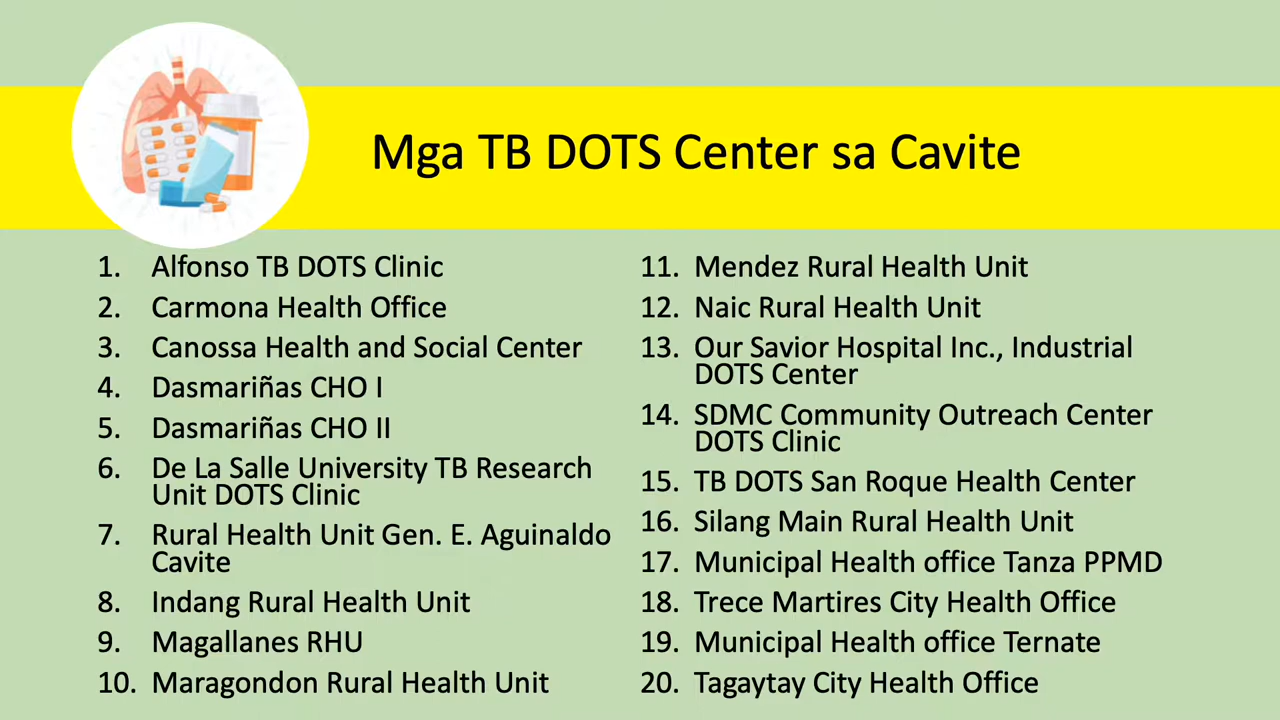 Mga TB DOTS Center sa Cavite
1. Alfonso TB DOTS Clinic
2. Carmona Health Office
3. Canossa Health and Social Center
4. Dasmariñas CHO I
5. Dasmariñas CHO II
6. De La Salle University TB Research
Unit DOTS Clinic
7. Rural Health Unit Gen. E. Aguinaldo
Cavite
8. Indang Rural Health Unit
9. Magallanes RHU
10. Maragondon Rural Health Unit
11. Mendez Rural Health Unit
12. Naic Rural Health Unit
13. Our Savior Hospital Inc., Industrial
DOTS Center
14. SDMC Community Outreach Center
DOTS Clinic
15. TB DOTS San Roque Health Center
16. Silang Main Rural Health Unit
17. Municipal Health office Tanza PPMD
18. Trece Martires City Health Office
19. Municipal Health office Ternate
20. Tagaytay City Health Office